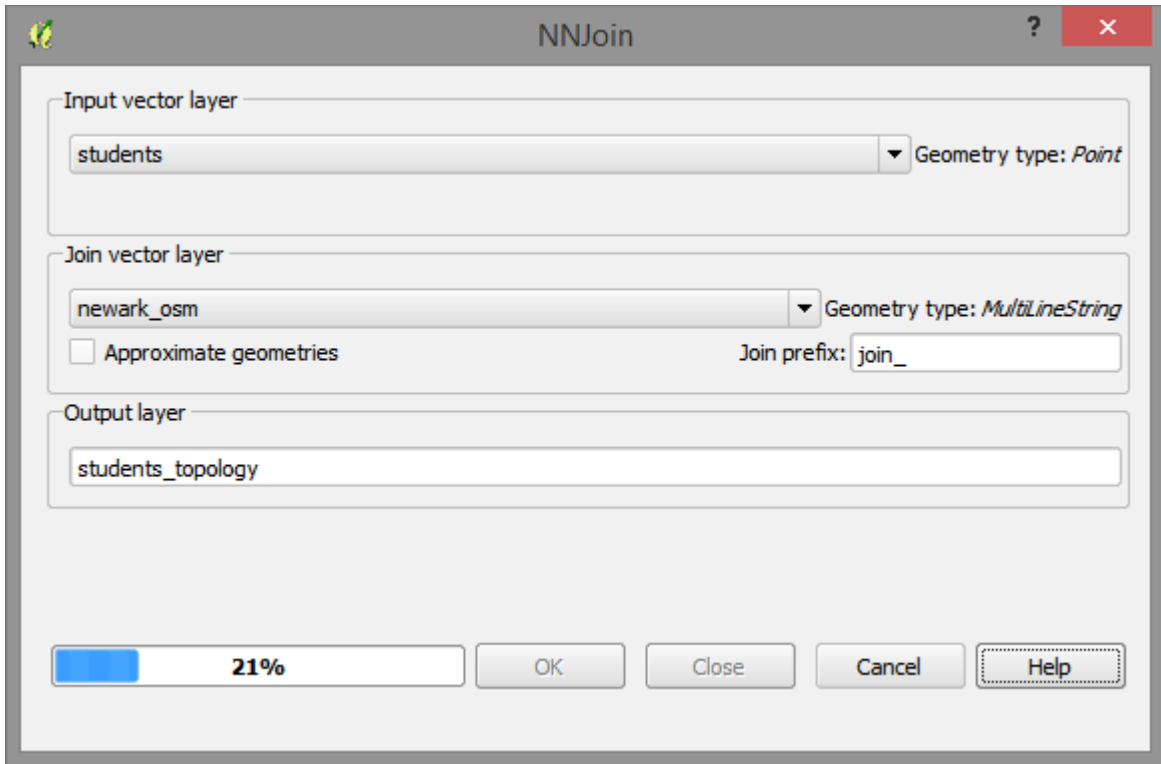 NNJoin
?
Input vector layer
students
Geometry type: Point
Join vector layer
newark_osm
Geometry type: MultiLineString
Approximate geometries
Join prefix: join_
Output layer
students_topology
21%
OK
Close
Cancel
Help